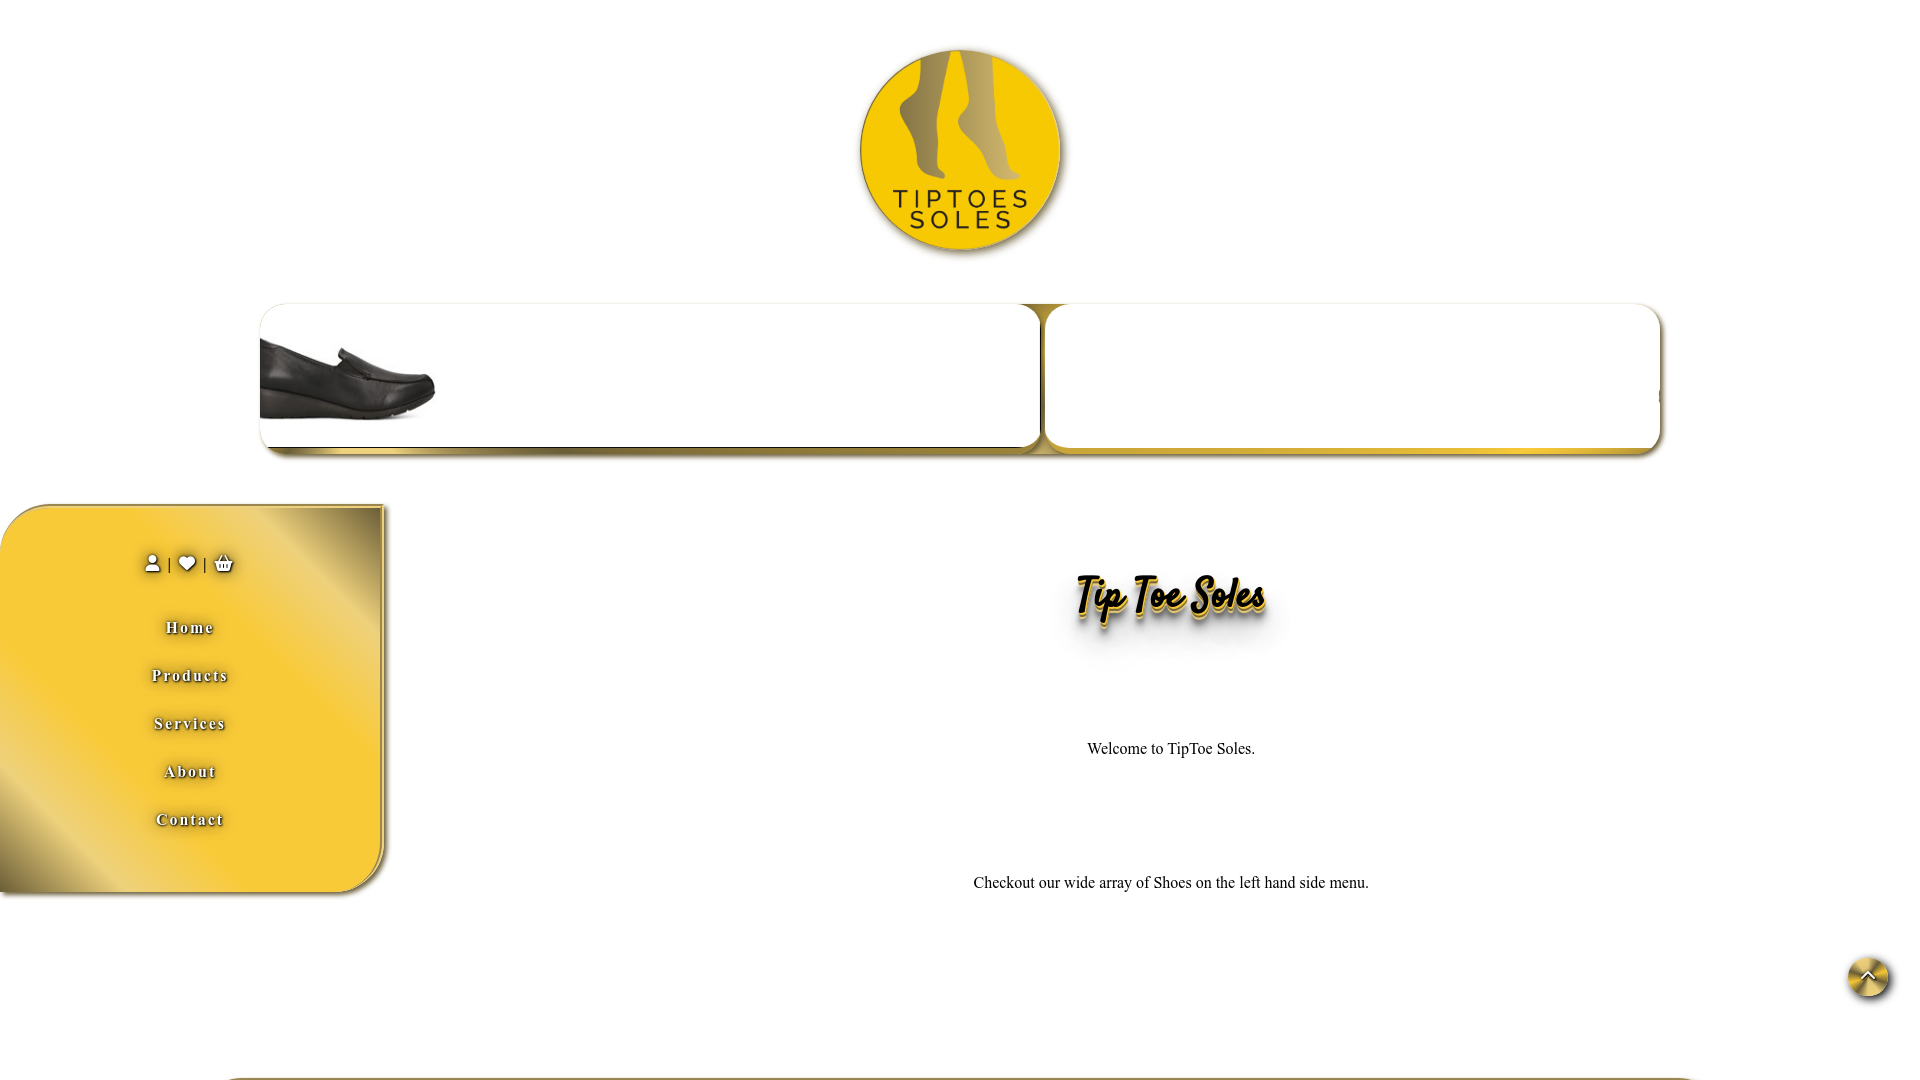 TIPTOES
SOLES
| |
Home
Products
Services
About
Contact
Tip Toe Soles
Welcome to TipToe Soles.
Checkout our wide array of Shoes on the left hand side menu.